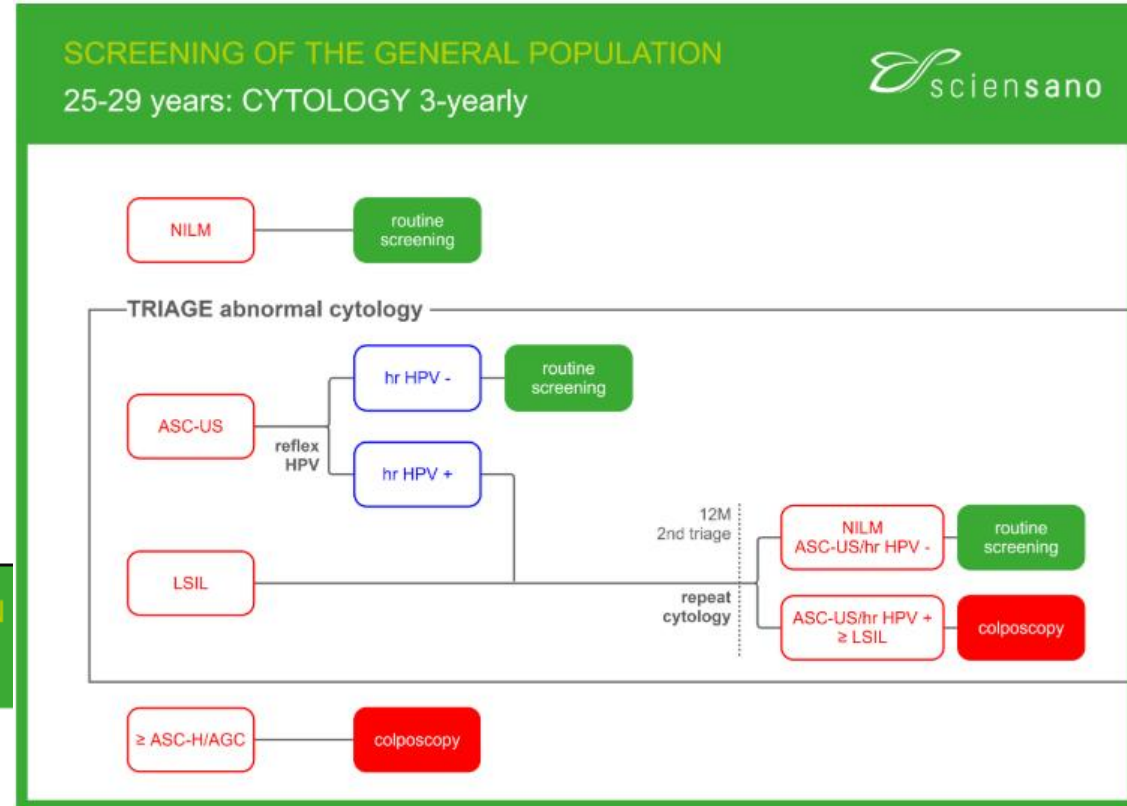 SCREENING OF THE GENERAL POPULATION
25-29 years: CYTOLOGY 3-yearly
sciensano
NILM
routine
screening
TRIAGE abnormal cytology
hr HPV -
routine
screening
ASC-US
reflex
HPV
hr HPV +
12M
2nd triage
NILM
ASC-US/hr HPV -
routine
screening
LSIL
repeat
cytology
ASC-US/hr HPV +
≥ LSIL
colposcopy
≥ ASC-H/AGC
colposcopy